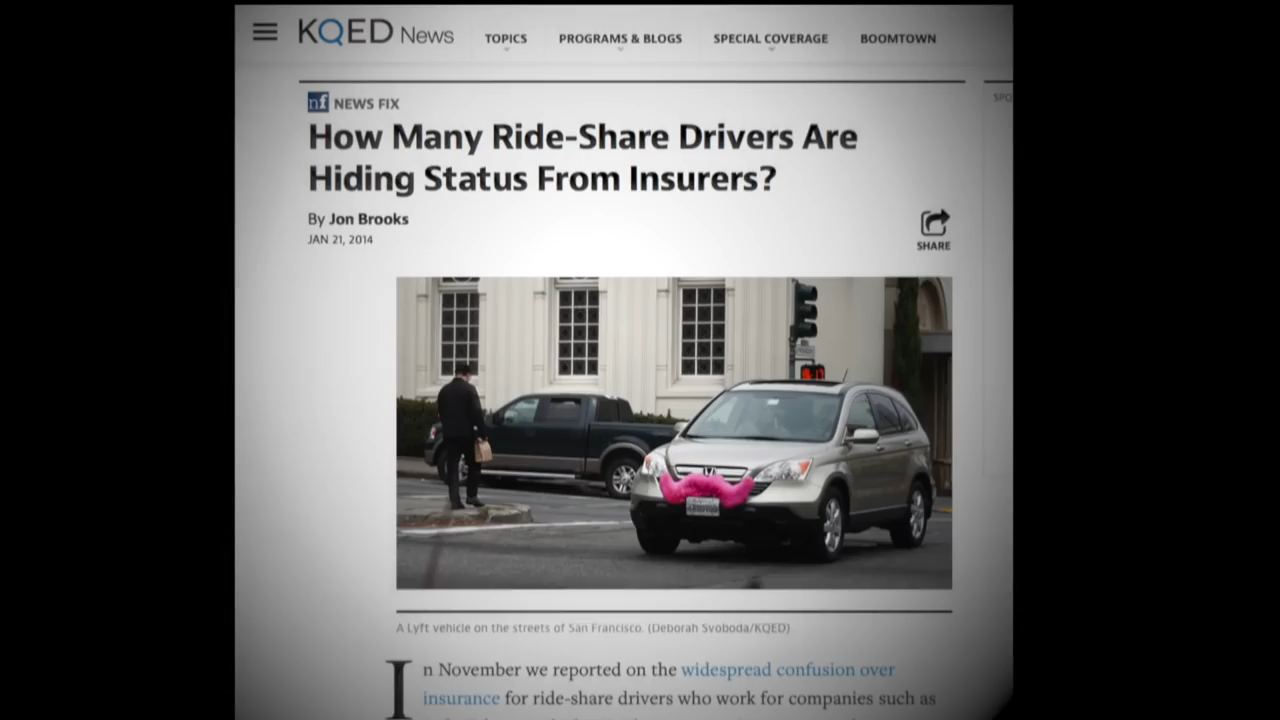 KQED News
TOPICS
PROGRAMS & BLOGS
SPECIAL COVERAGE
BOOMTOWN
nf NEWS FIX
How Many Ride-Share Drivers Are
Hiding Status From Insurers?
By Jon Brooks
JAN 21, 2014
SHARE
A Lyft vehicle on the streets of San Francisco. (Deborah Svoboda/KQED)
In November we reported on the widespread confusion over
insurance for ride-share drivers who work for companies such as